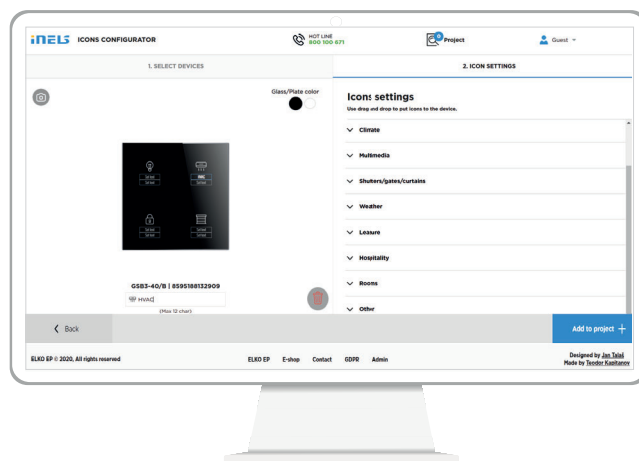 iNELS ICONS CONFIGURATOR
HOT LINE
800 100 671
0
Project
Guest
1. SELECT DEVICES
2. ICON SETTINGS
Glass/Plate color
Icons settings
Use drag and drop to put icons to the device.
Climate
Multimedia
Shutters/gates/curtains
Weather
Leasure
Hospitality
Rooms
Other
GSB3-40/B | 8595188132909
HVAC
(Max 12 char)
Back
Add to project +
ELKO EP © 2020, All rights reserved
ELKO EP E-shop Contact GDPR Admin
Designed by Jan Talaš
Made by Teodor Kapitanov